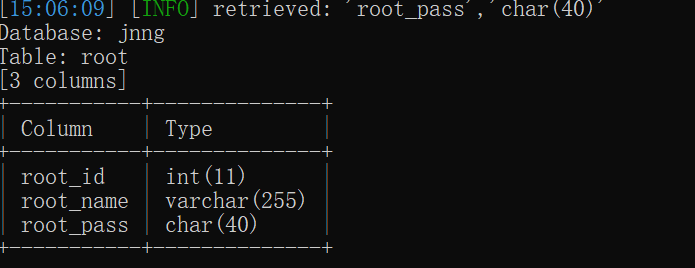 [15:06:09] [INFO] retrieved: 'root_pass','char(40)'
Database: jnng
Table: root
[3 columns]
+-----------+--------------+
| Column    | Type         |
+-----------+--------------+
| root_id   | int(11)      |
| root_name | varchar(255) |
| root_pass | char(40)     |
+-----------+--------------+